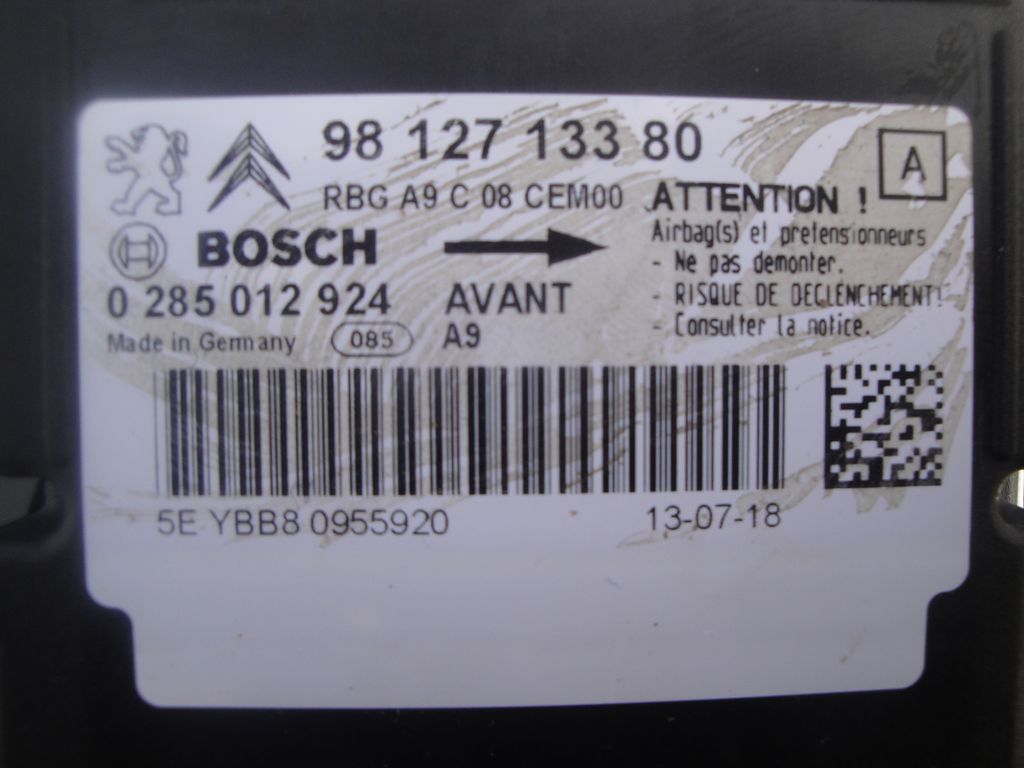 98 127 133 80
A
RBG A9 C 08 CEM00
ATTENTION !
BOSCH
Airbag(s) et pretensionneurs
- Ne pas demonter.
0 285 012 924
AVANT
- RISQUE DE DECLENCHEMENT!
Made in Germany
085
A9
- Consulter la notice.
5E YBB8 0955920
13-07-18